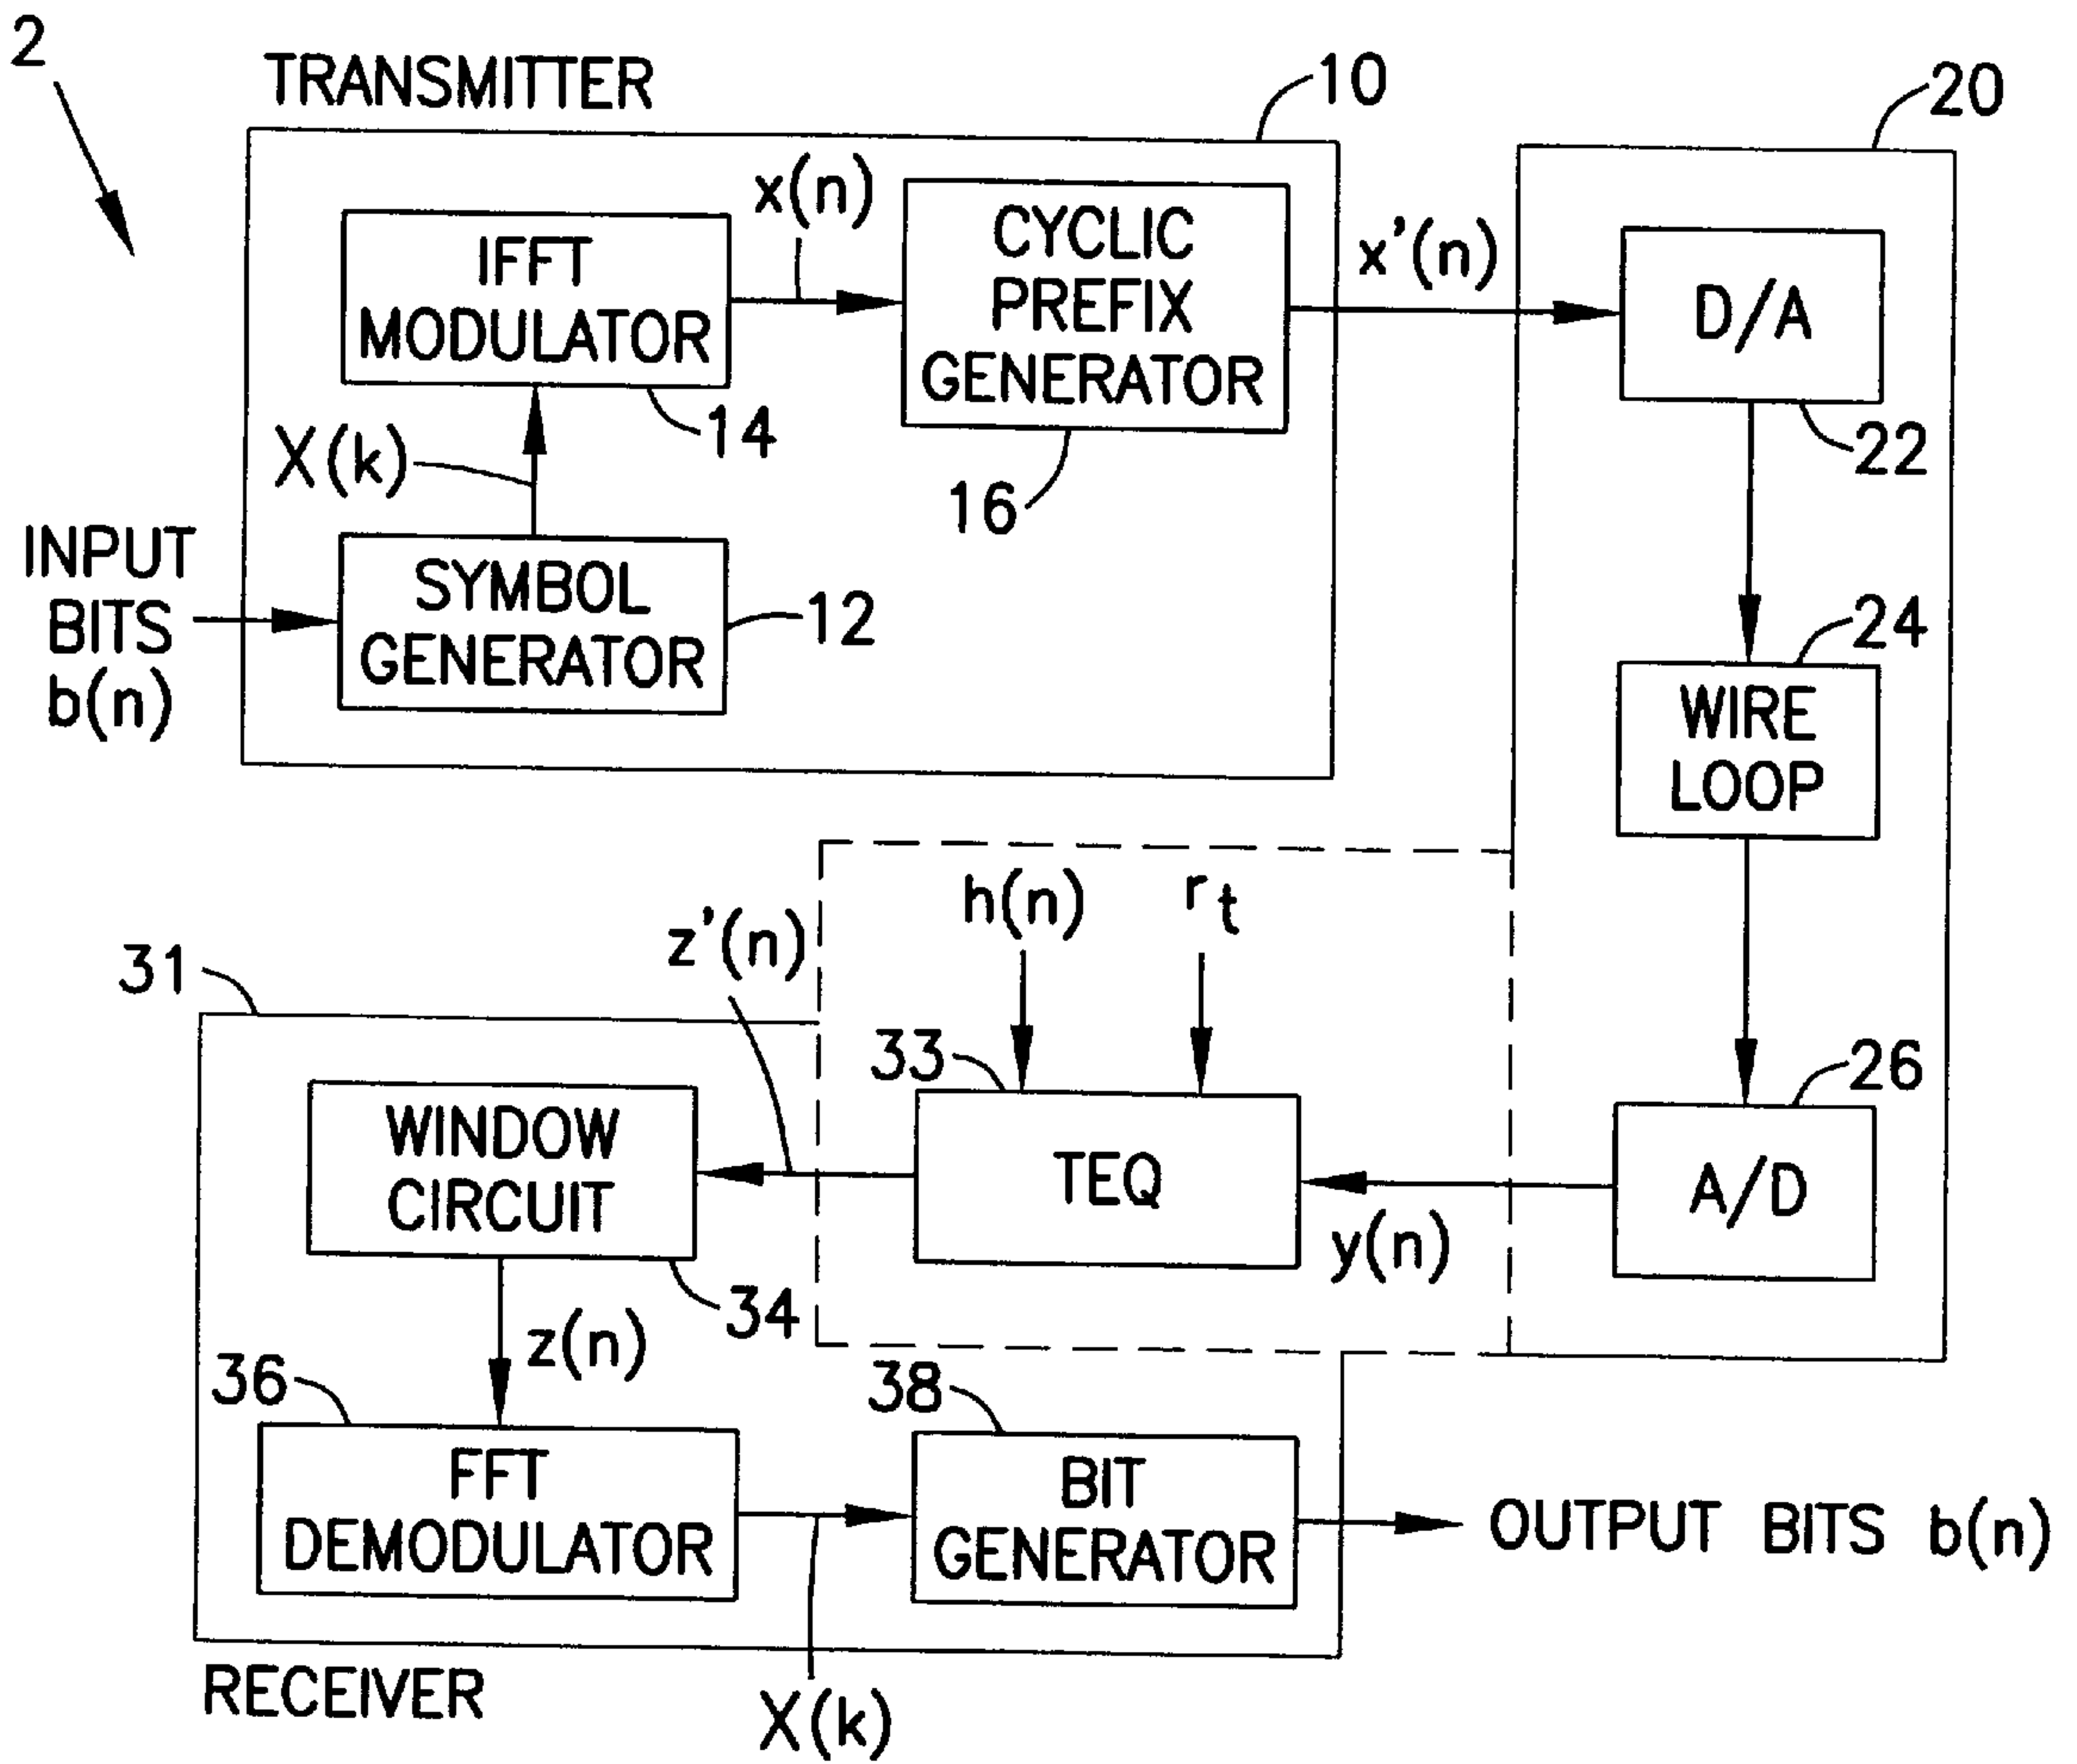 2
TRANSMITTER
10
20
x(n)
IFFT
MODULATOR
14
CYCLIC
PREFIX
GENERATOR
16
x'(n)
D/A
22
X(k)
INPUT
BITS
b(n)
SYMBOL
GENERATOR
12
24
WIRE
LOOP
h(n)
r t
z'(n)
31
33
26
WINDOW
CIRCUIT
34
TEQ
y(n)
A/D
z(n)
36
38
FFT
DEMODULATOR
BIT
GENERATOR
OUTPUT BITS b(n)
RECEIVER
X(k)